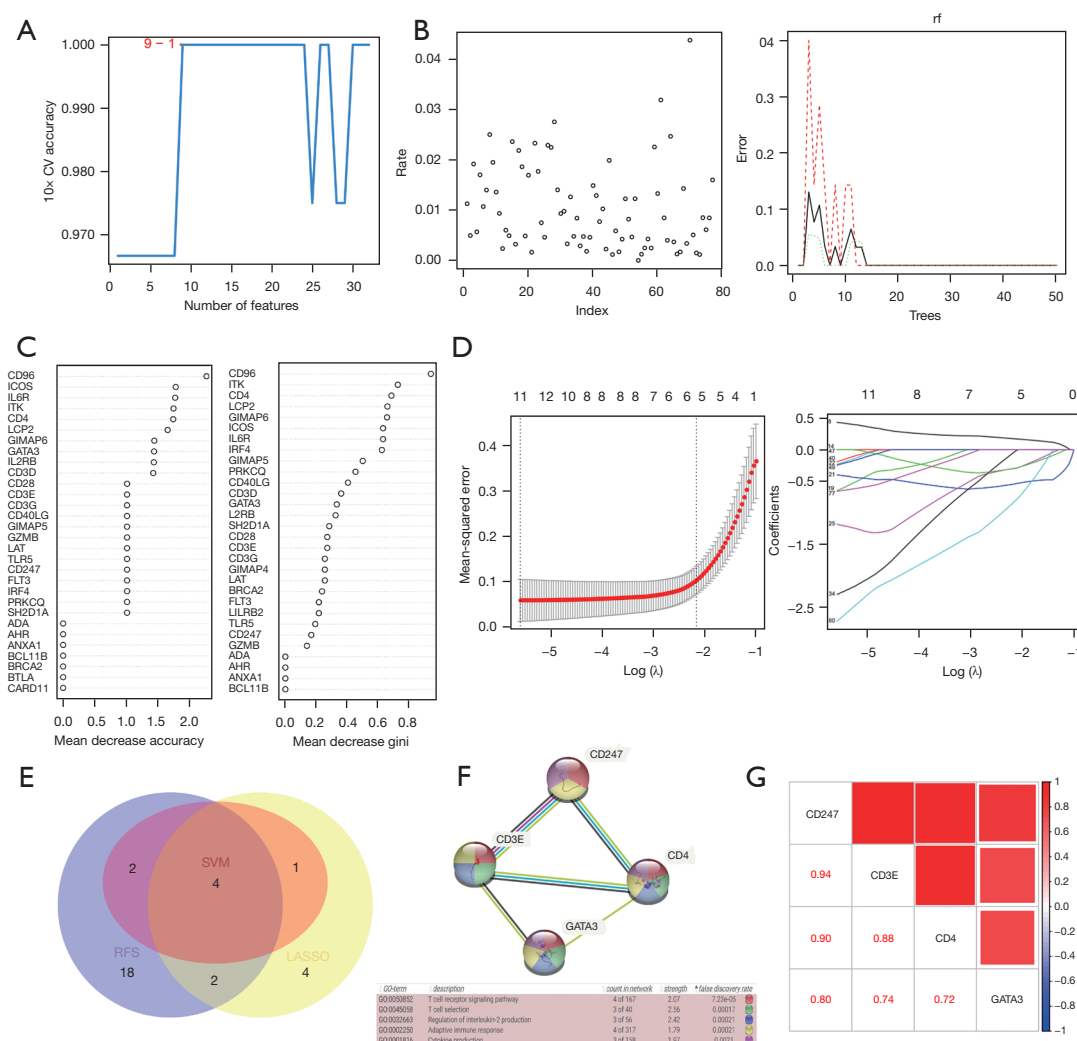 A
10× CV accuracy
1.000
0.990
0.980
0.970
9 – 1
0 5 10 15 20 25 30
Number of features
B
Rate
0.04
0.03
0.02
0.01
0.00
0 20 40 60 80
Index
rf
Error
04
0.3
0.2
0.1
0.0
0 10 20 30 40 50
Trees
C
CD96
ICOS
IL6R
ITK
CD4
LCP2
GIMAP6
GATA3
IL2RB
CD3D
CD28
CD3E
CD3G
CD40LG
GIMAP5
GZMB
LAT
TLR5
CD247
FLT3
IRF4
PRKCQ
SH2D1A
ADA
AHR
ANXA1
BCL11B
BRCA2
BTLA
CARD11
0.0 0.5 1.0 1.5 2.0
Mean decrease accuracy
CD96
ITK
CD4
LCP2
GIMAP6
ICOS
IL6R
IRF4
GIMAP5
PRKCQ
CD40LG
CD3D
GATA3
L2RB
SH2D1A
CD28
CD3E
CD3G
GIMAP4
LAT
BRCA2
FLT3
LILRB2
TLR5
CD247
GZMB
ADA
AHR
ANXA1
BCL11B
0.0 0.2 0.4 0.6 0.8
Mean decrease gini
D
11 12 10 8 8 8 6 6 5 4 1
Mean-squared error
0.4
0.3
0.2
0.1
0.0
−5 −4 −3 −2 −1
Log (λ)
11 8 7 5 0
Coefficients
0.5
0.0
−0.5
−1.5
−2.5
21
77
25
34
60
−5 −4 −3 −2 −1
Log (λ)
E
2
SVM
4
1
RFS
18
2
LASSO
4
F
CD247
CD3E
CD4
GATA3
GO-term description count in network strength * false discovery rate
GO:0050852 T cell receptor signaling pathway 4 of 167 2.07 7.23e-05
GO:0045058 T cell selection 3 of 40 2.56 0.00017
GO:0032663 Regulation of interleukin-2 production 3 of 56 2.42 0.00021
GO:0002250 Adaptive immune response 4 of 317 1.79 0.00021
GO:0001816 Cytokine production 3 of 158 1.97 0.0021
G
CD247
0.94 CD3E
0.90 0.88 CD4
0.80 0.74 0.72 GATA3
1
0.8
0.6
0.4
0.2
0
−0.2
−0.4
−0.6
−0.8
−1